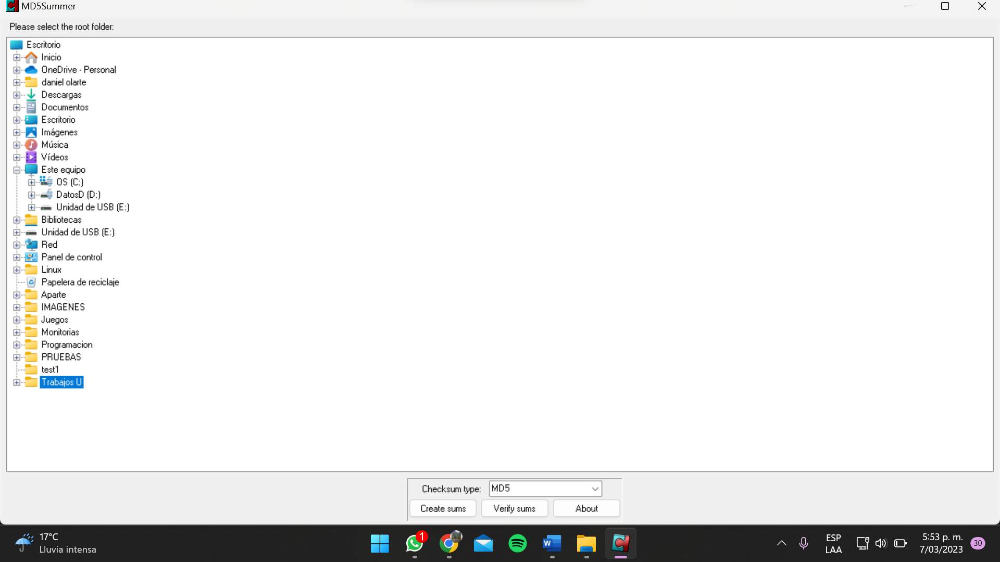 MD5Summer
Please select the root folder:
Escritorio
Inicio
OneDrive - Personal
daniel olarte
Descargas
Documentos
Escritorio
Imágenes
Música
Vídeos
Este equipo
OS (C:)
DatosD (D:)
Unidad de USB (E:)
Bibliotecas
Unidad de USB (E:)
Red
Panel de control
Linux
Papelera de reciclaje
Aparte
IMAGENES
Juegos
Monitorias
Programacion
PRUEBAS
test1
Trabajos U
Checksum type: MD5
Create sums Verify sums About
17°C
Lluvia intensa
1
W
ESP
LAA
5:53 p. m.
7/03/2023
30